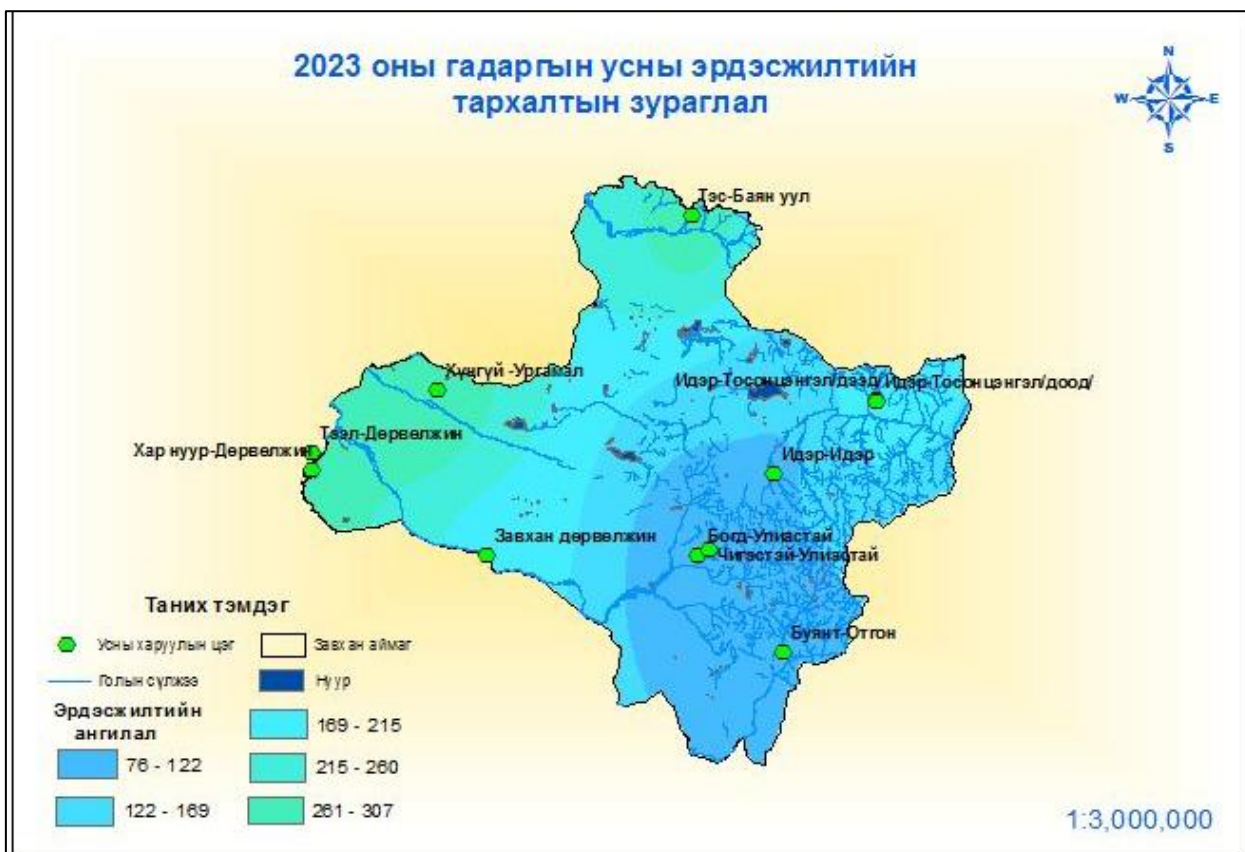 2023 оны гадаргын усны эрдэсжилтийн
тархалтын зураглал
N
W E
S
Тэс-Баян уул
Хүнгүй -Ургамал
Идэр-Тосонцэнгэл/дээд/
Идэр-Тосонцэнгэл/доод/
Тээл-Дөрвөлжин
Хар нуур-Дөрвөлжин
Идэр-Идэр
Завхан дөрвөлжин
Богд-Улиастай
Чигэстэй-Улиастай
Буянт-Отгон
Таних тэмдэг
Усны харуулын цэг
Завхан аймаг
Голын сүлжээ
Нуур
Эрдэсжилтийн
ангилал
169 - 215
76 - 122
215 - 260
122 - 169
261 - 307
1:3,000,000